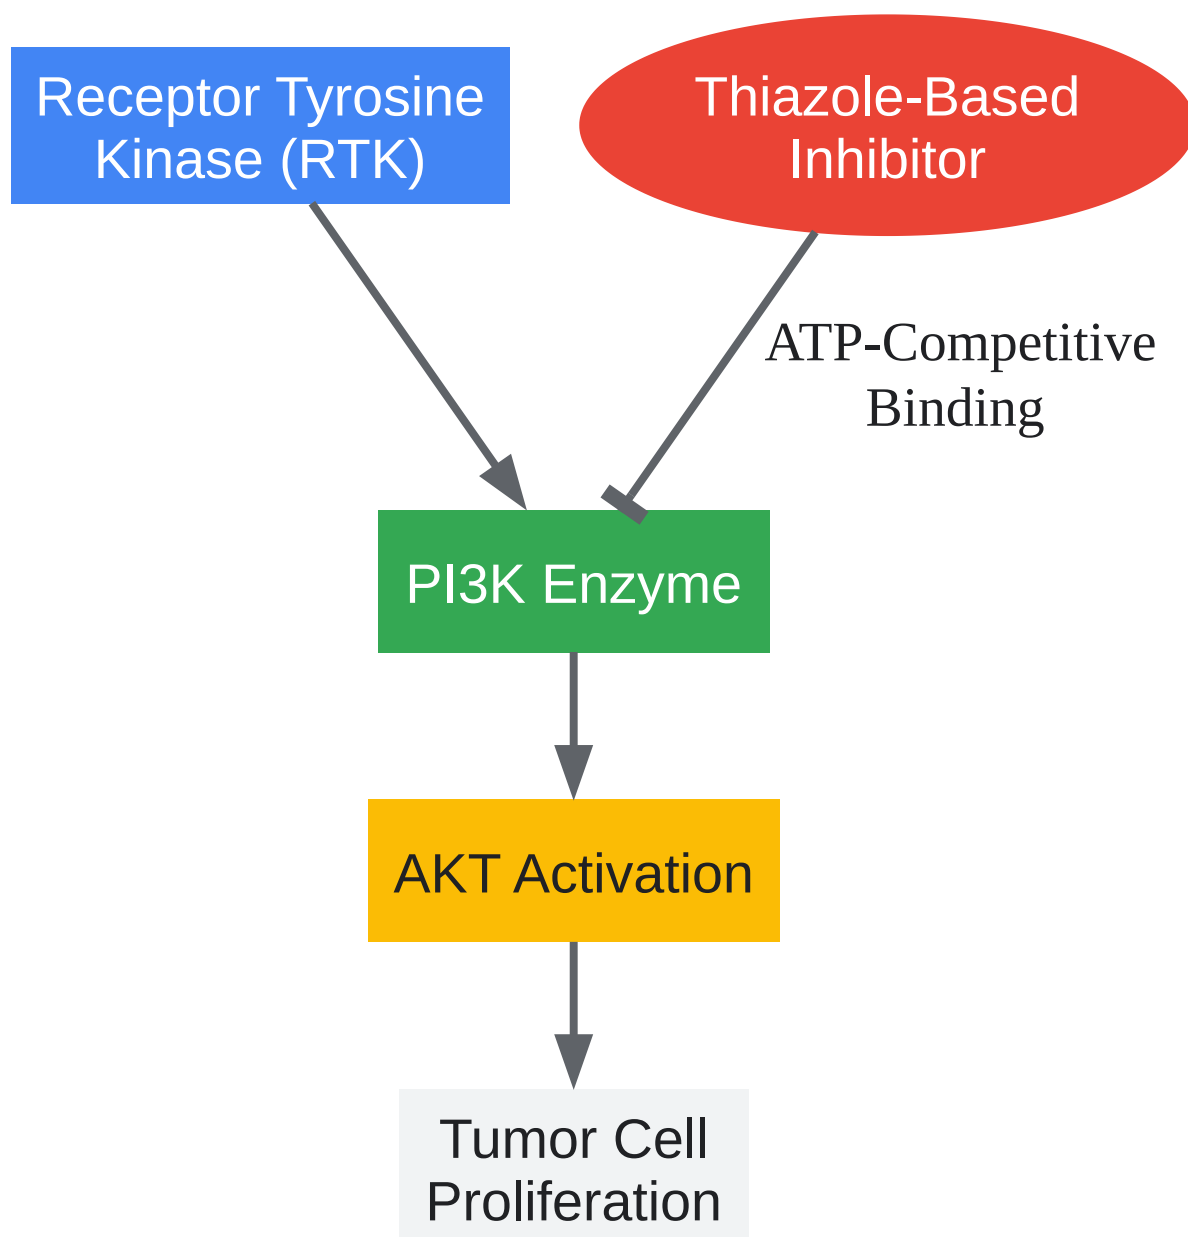 Receptor Tyrosine
Kinase (RTK)
Thiazole-Based
Inhibitor
ATP-Competitive
Binding
PI3K Enzyme
AKT Activation
Tumor Cell
Proliferation